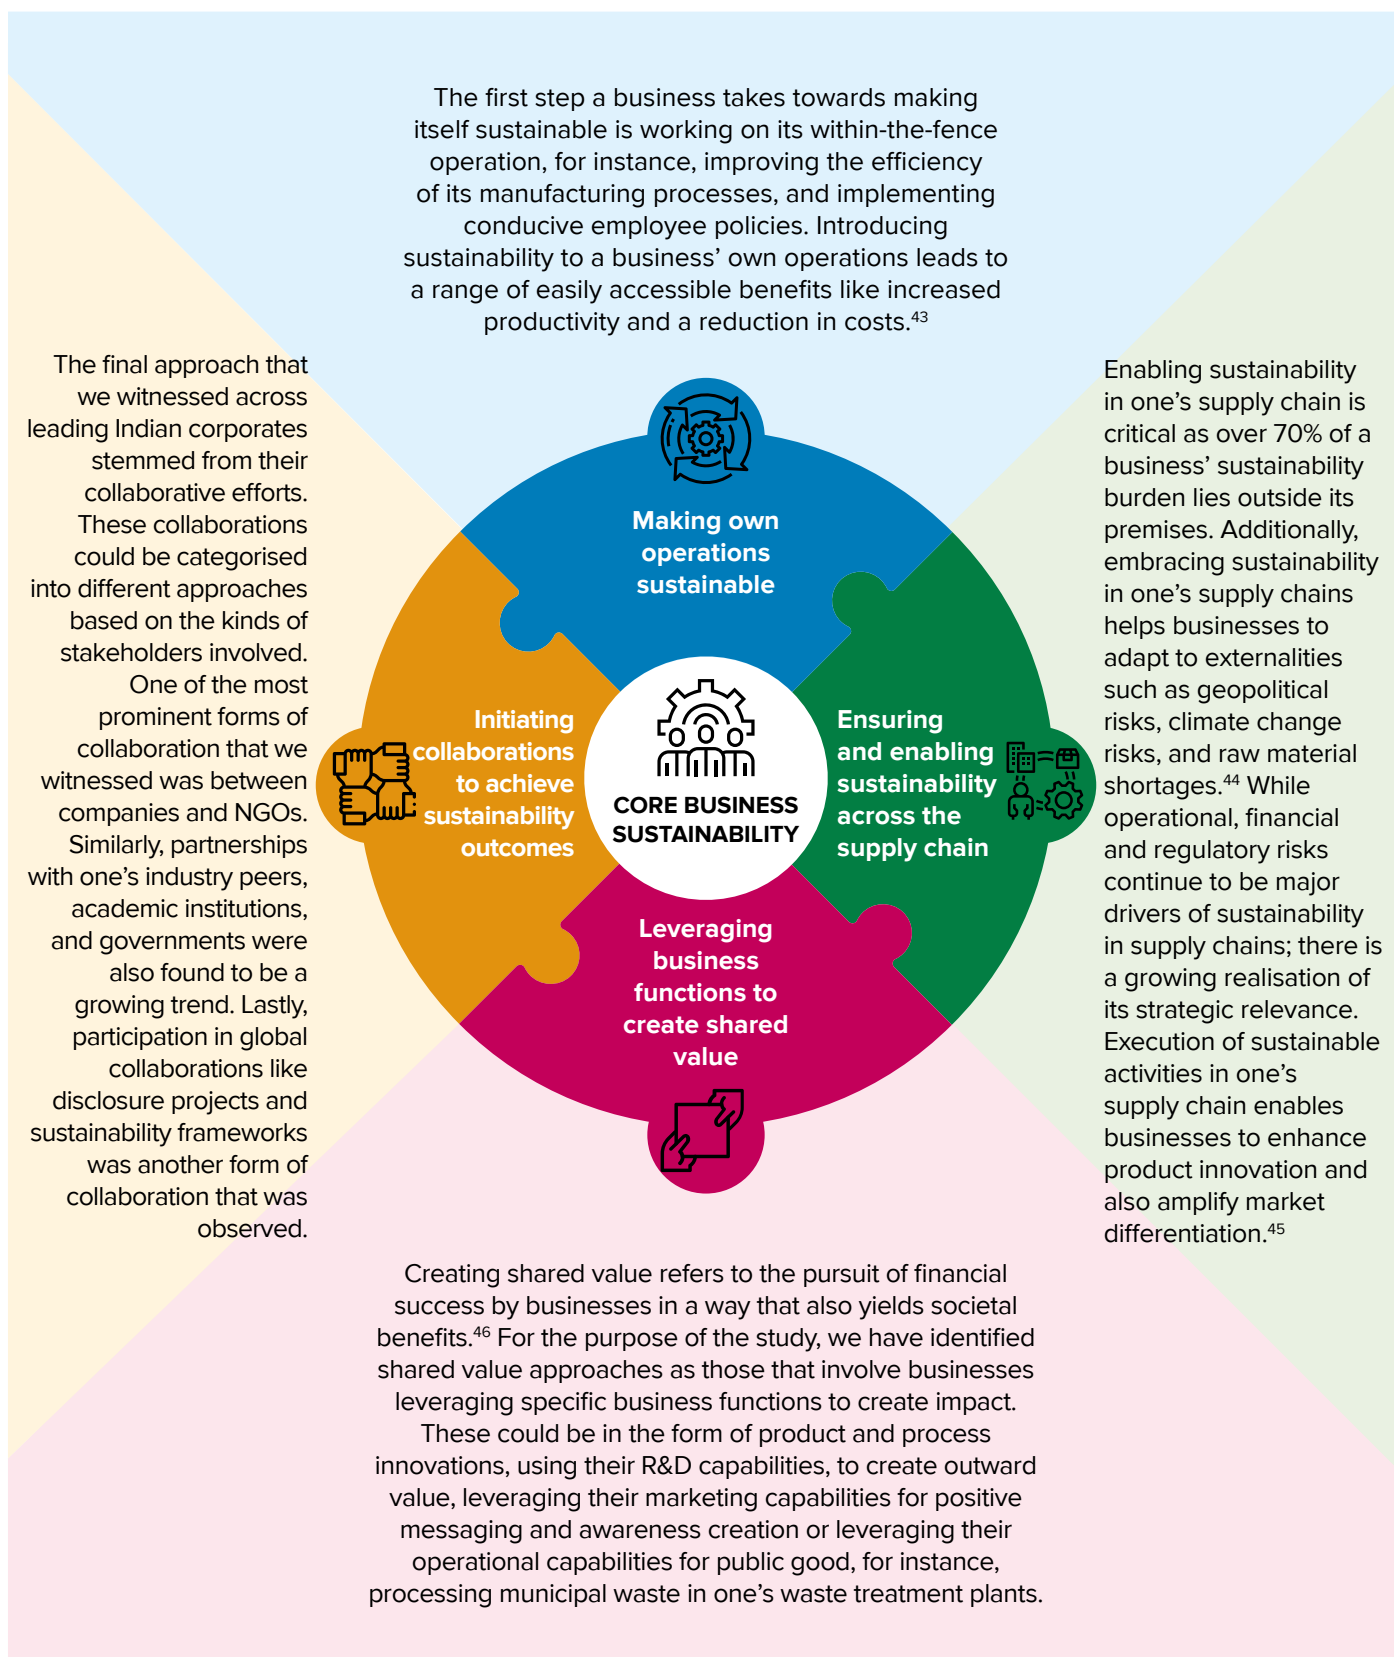 The first step a business takes towards making
itself sustainable is working on its within-the-fence
operation, for instance, improving the efficiency
of its manufacturing processes, and implementing
conducive employee policies. Introducing
sustainability to a business’ own operations leads to
a range of easily accessible benefits like increased
productivity and a reduction in costs.43
Making own
operations
sustainable
Enabling sustainability
in one’s supply chain is
critical as over 70% of a
business’ sustainability
burden lies outside its
premises. Additionally,
embracing sustainability
in one’s supply chains
helps businesses to
adapt to externalities
such as geopolitical
risks, climate change
risks, and raw material
shortages.44 While
operational, financial
and regulatory risks
continue to be major
drivers of sustainability
in supply chains; there is
a growing realisation of
its strategic relevance.
Execution of sustainable
activities in one’s
supply chain enables
businesses to enhance
product innovation and
also amplify market
differentiation.45
Ensuring
and enabling
sustainability
across the
supply chain
CORE BUSINESS
SUSTAINABILITY
Leveraging
business
functions to
create shared
value
Creating shared value refers to the pursuit of financial
success by businesses in a way that also yields societal
benefits.46 For the purpose of the study, we have identified
shared value approaches as those that involve businesses
leveraging specific business functions to create impact.
These could be in the form of product and process
innovations, using their R&D capabilities, to create outward
value, leveraging their marketing capabilities for positive
messaging and awareness creation or leveraging their
operational capabilities for public good, for instance,
processing municipal waste in one’s waste treatment plants.
Initiating
collaborations
to achieve
sustainability
outcomes
The final approach that
we witnessed across
leading Indian corporates
stemmed from their
collaborative efforts.
These collaborations
could be categorised
into different approaches
based on the kinds of
stakeholders involved.
One of the most
prominent forms of
collaboration that we
witnessed was between
companies and NGOs.
Similarly, partnerships
with one’s industry peers,
academic institutions,
and governments were
also found to be a
growing trend. Lastly,
participation in global
collaborations like
disclosure projects and
sustainability frameworks
was another form of
collaboration that was
observed.